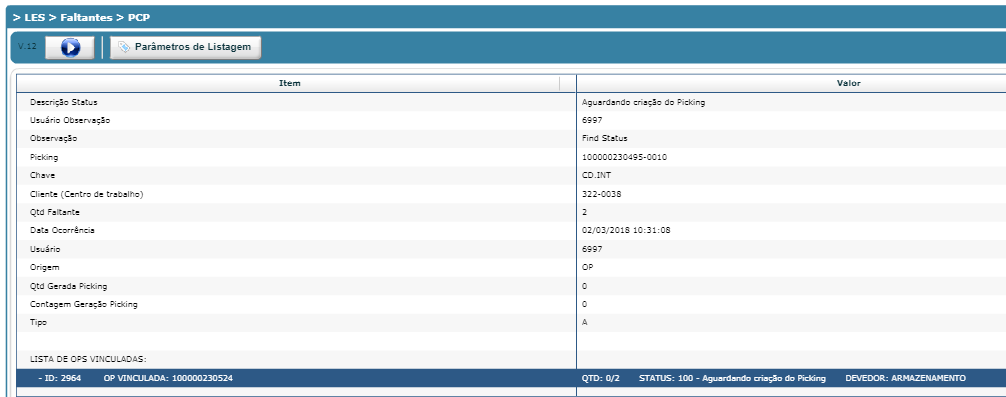 > LES > Faltantes > PCP
V.12 Parâmetros de Listagem
Item Valor
Descrição Status Aguardando criação do Picking
Usuário Observação 6997
Observação Find Status
Picking 100000230495-0010
Chave CD.INT
Cliente (Centro de trabalho) 322-0038
Qtd Faltante 2
Data Ocorrência 02/03/2018 10:31:08
Usuário 6997
Origem OP
Qtd Gerada Picking 0
Contagem Geração Picking 0
Tipo A
LISTA DE OPS VINCULADAS:
- ID: 2964 OP VINCULADA: 100000230524 QTD: 0/2 STATUS: 100 - Aguardando criação do Picking DEVEDOR: ARMAZENAMENTO